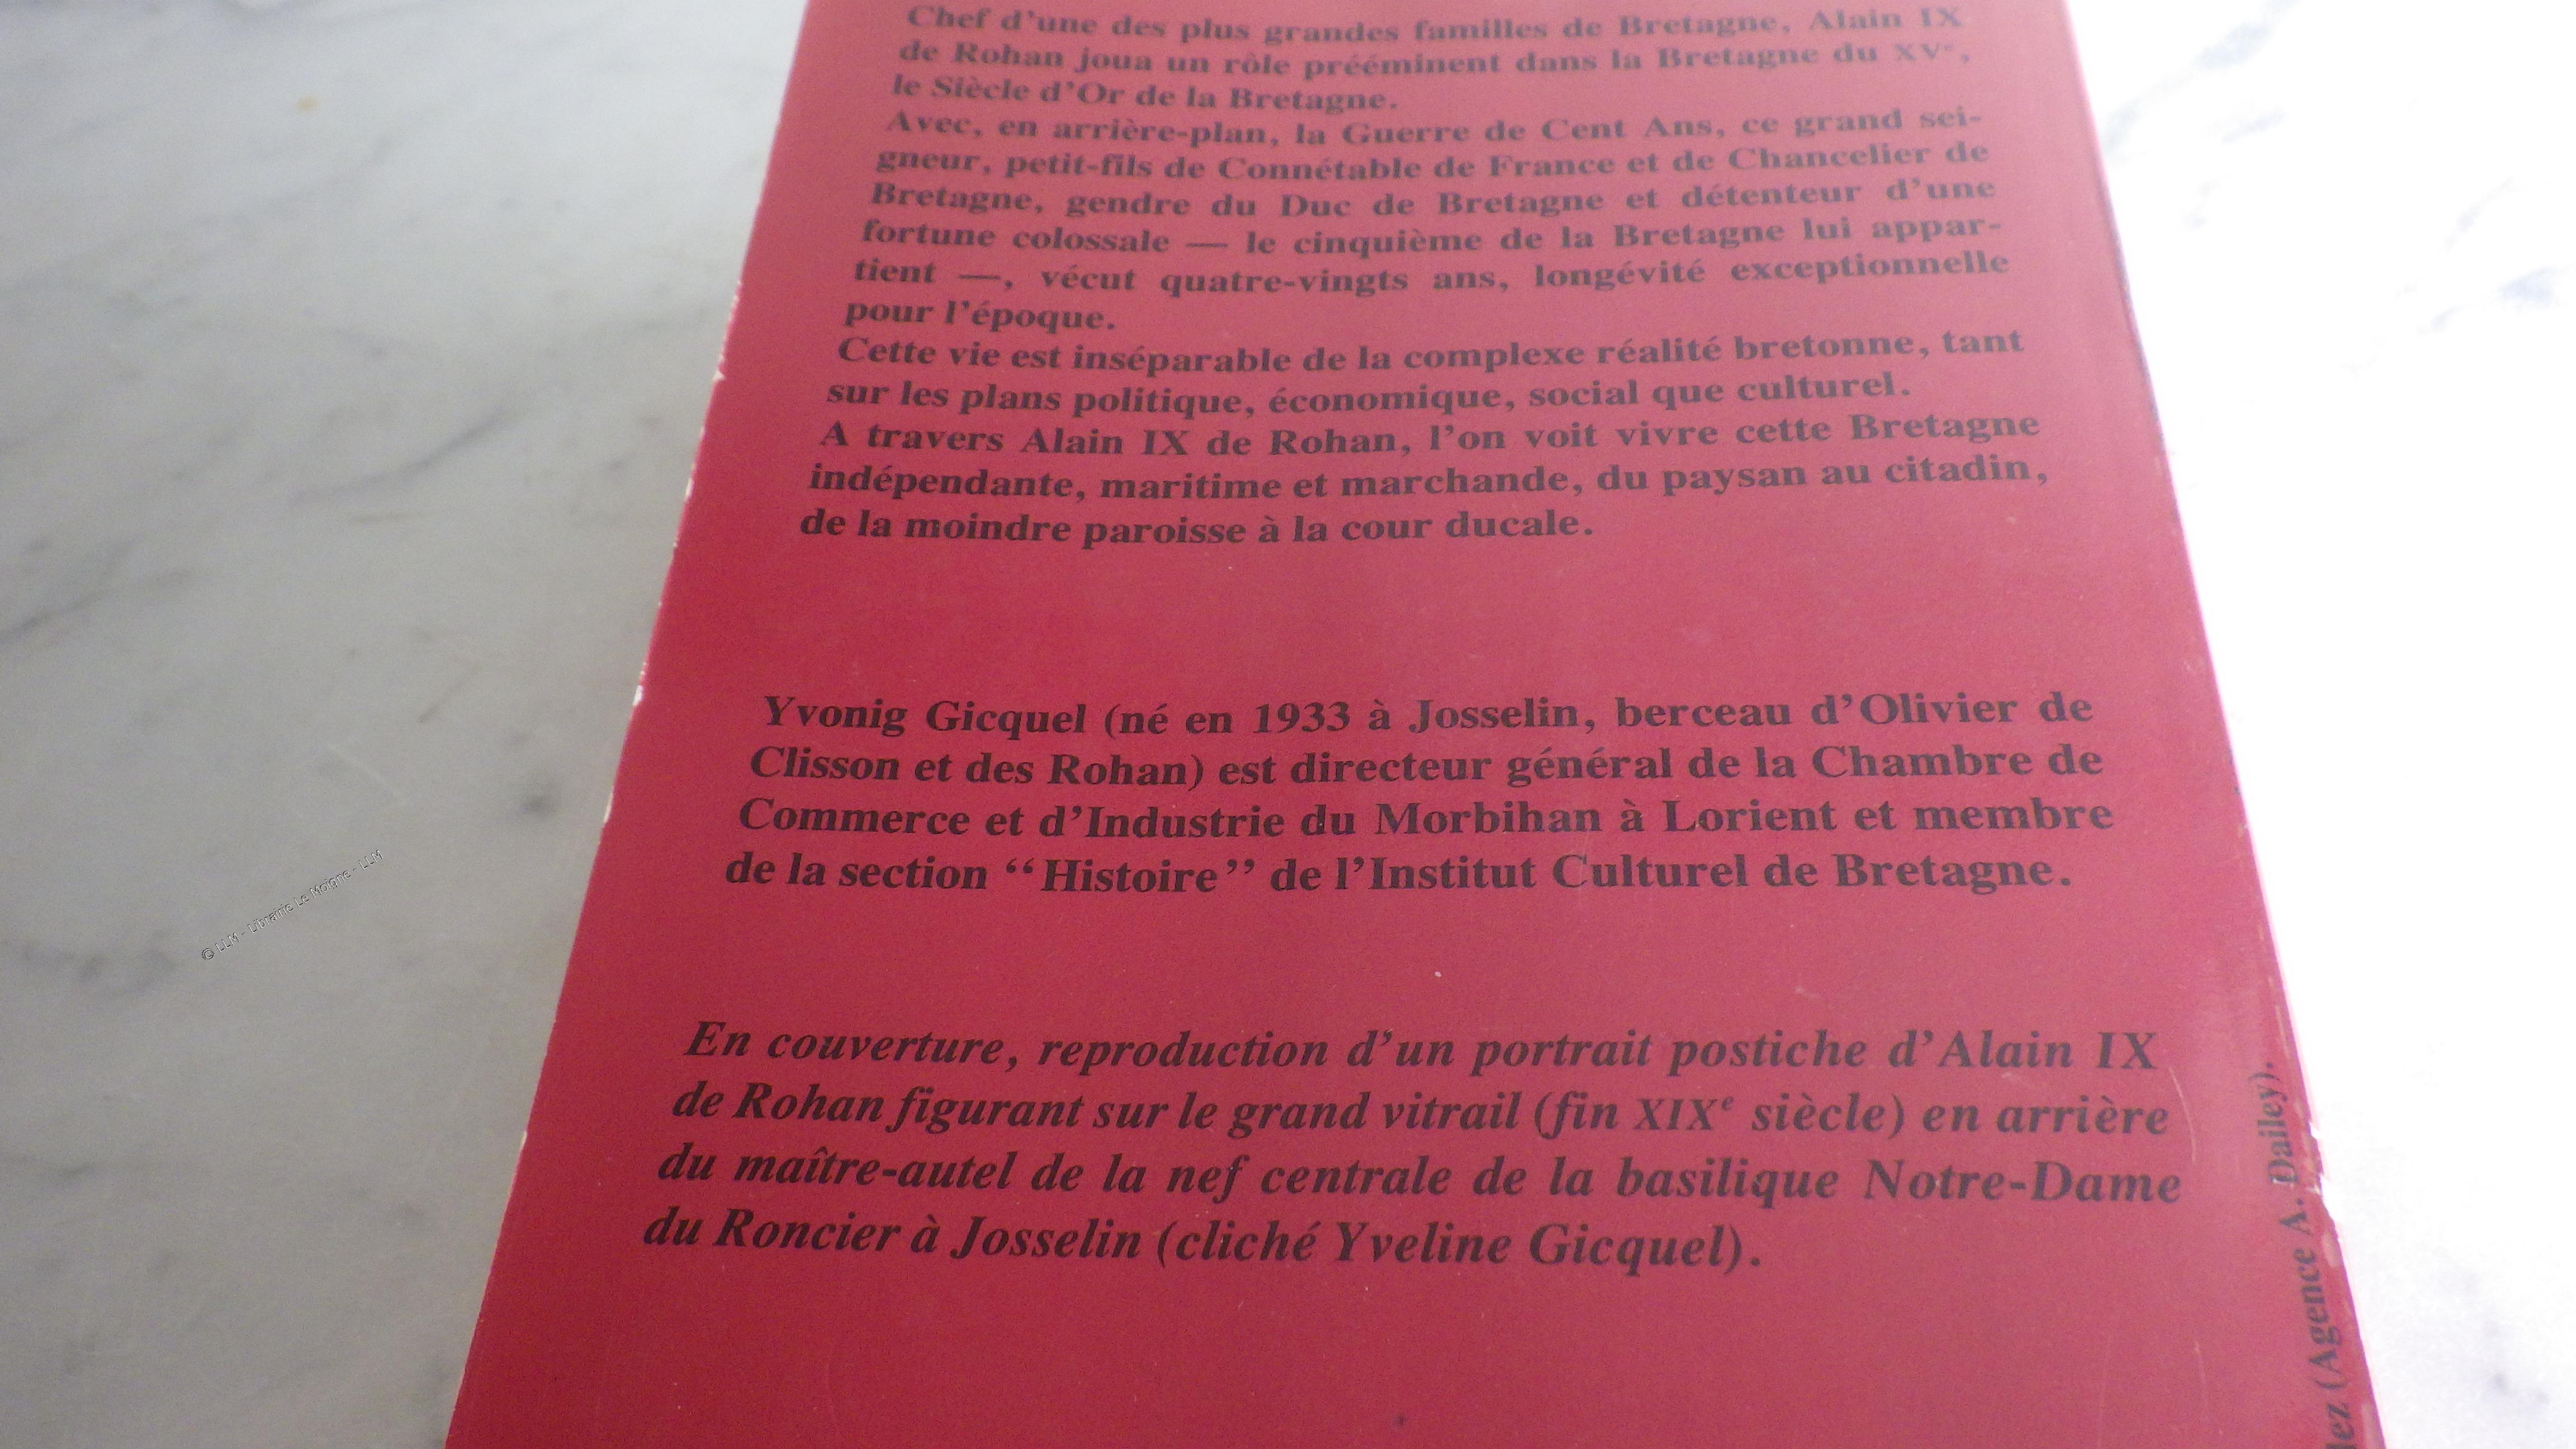 Chef d'une des plus grandes familles de Bretagne, Alain IX
de Rohan joua un rôle prééminent dans la Bretagne du XVᵉ,
le Siècle d'Or de la Bretagne.
Avec, en arrière-plan, la Guerre de Cent Ans, ce grand sei-
gneur, petit-fils de Connétable de France et de Chancelier de
Bretagne, gendre du Duc de Bretagne et détenteur d'une
fortune colossale — le cinquième de la Bretagne lui appar-
tient —, vécut quatre-vingts ans, longévité exceptionnelle
pour l'époque.
Cette vie est inséparable de la complexe réalité bretonne, tant
sur les plans politique, économique, social que culturel.
A travers Alain IX de Rohan, l'on voit vivre cette Bretagne
indépendante, maritime et marchande, du paysan au citadin,
de la moindre paroisse à la cour ducale.
Yvonig Gicquel (né en 1933 à Josselin, berceau d'Olivier de
Clisson et des Rohan) est directeur général de la Chambre de
Commerce et d'Industrie du Morbihan à Lorient et membre
de la section “Histoire” de l'Institut Culturel de Bretagne.
En couverture, reproduction d'un portrait postiche d'Alain IX
de Rohan figurant sur le grand vitrail (fin XIXᵉ siècle) en arrière
du maître-autel de la nef centrale de la basilique Notre-Dame
du Roncier à Josselin (cliché Yveline Gicquel).
(Agence A. Dailey).
© LLM - Librairie Le Moigne - LLM